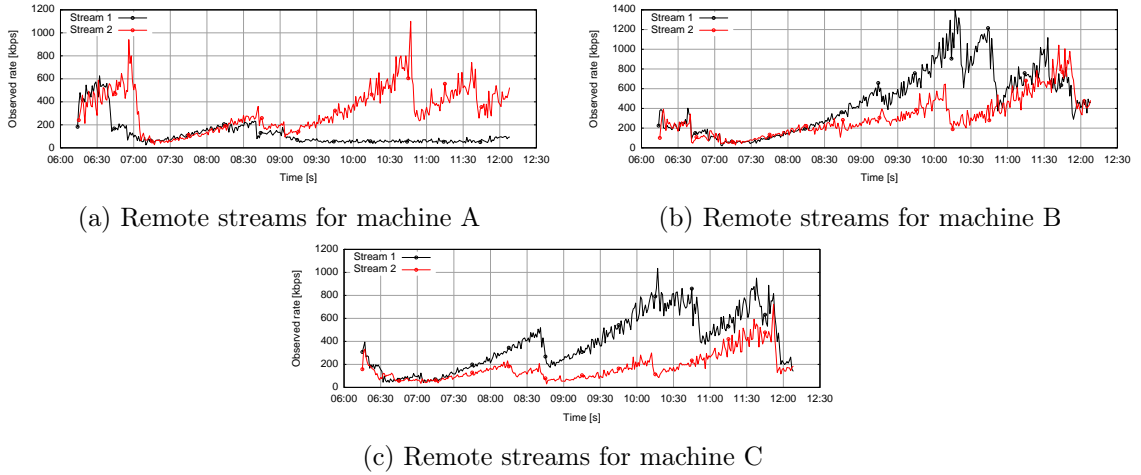 1200
1000
800
600
400
200
0
Observed rate [kbps]
Stream 1
Stream 2
06:00 06:30 07:00 07:30 08:00 08:30 09:00 09:30 10:00 10:30 11:00 11:30 12:00 12:30
Time [s]
(a) Remote streams for machine A
1400
1200
1000
800
600
400
200
0
Observed rate [kbps]
Stream 1
Stream 2
06:00 06:30 07:00 07:30 08:00 08:30 09:00 09:30 10:00 10:30 11:00 11:30 12:00 12:30
Time [s]
(b) Remote streams for machine B
1200
1000
800
600
400
200
0
Observed rate [kbps]
Stream 1
Stream 2
06:00 06:30 07:00 07:30 08:00 08:30 09:00 09:30 10:00 10:30 11:00 11:30 12:00 12:30
Time [s]
(c) Remote streams for machine C